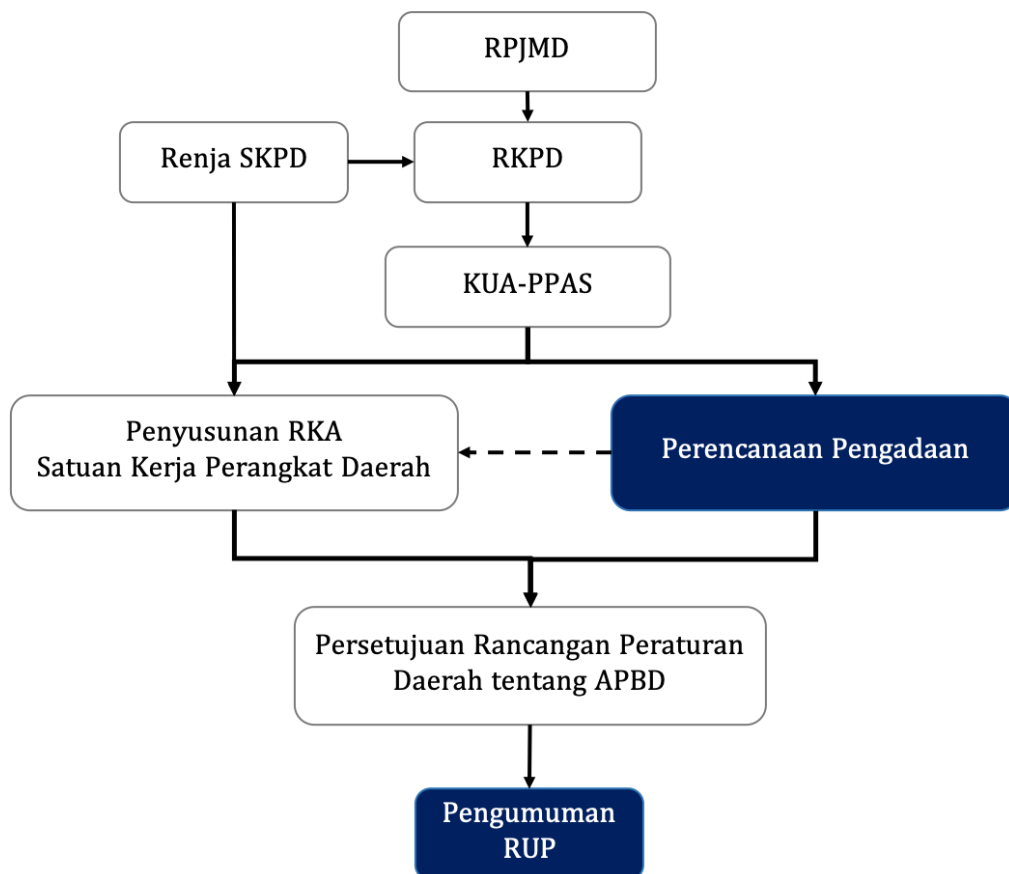 RPJMD
Renja SKPD
RKPD
KUA-PPAS
Penyusunan RKA
Satuan Kerja Perangkat Daerah
Perencanaan Pengadaan
Persetujuan Rancangan Peraturan
Daerah tentang APBD
Pengumuman
RUP